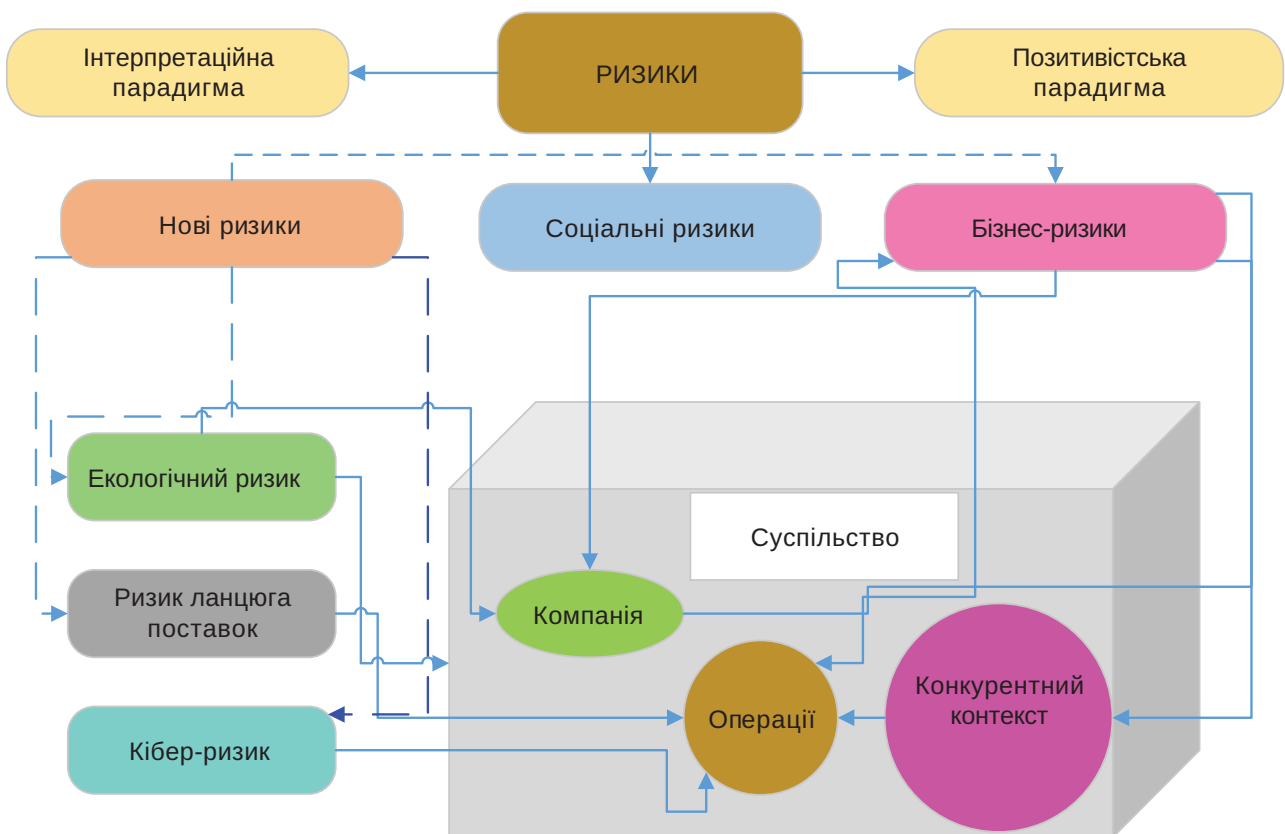 Інтерпретаційна
парадигма
РИЗИКИ
Позитивістська
парадигма
Нові ризики
Соціальні ризики
Бізнес-ризики
Екологічний ризик
Суспільство
Ризик ланцюга
поставок
Компанія
Конкурентний
контекст
Операції
Кібер-ризик